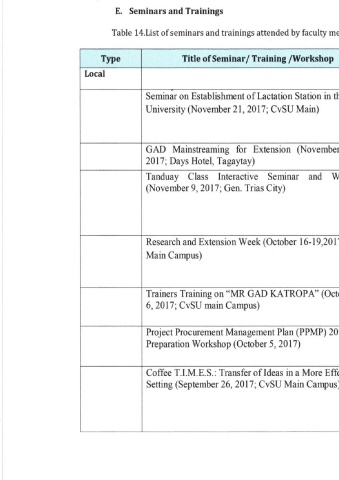 E. Seminars and Trainings
Table 14.List of seminars and trainings attended by faculty
Type
Title of Seminar/ Training /Workshop
Local
Seminar on Establishment of Lactation Station in
University (November 21, 2017; CvSU Main)
GAD Mainstreaming for Extension (November
2017; Days Hotel, Tagaytay)
Tanduay Class Interactive Seminar and
(November 9, 2017; Gen. Trias City)
Research and Extension Week (October 16-19,201
Main Campus)
Trainers Training on “MR GAD KATROPA” (Oct
6, 2017; CvSU main Campus)
Project Procurement Management Plan (PPMP) 20
Preparation Workshop (October 5, 2017)
Coffee T.I.M.E.S.: Transfer of Ideas in a More Effe
Setting (September 26, 2017; CvSU Main Campus